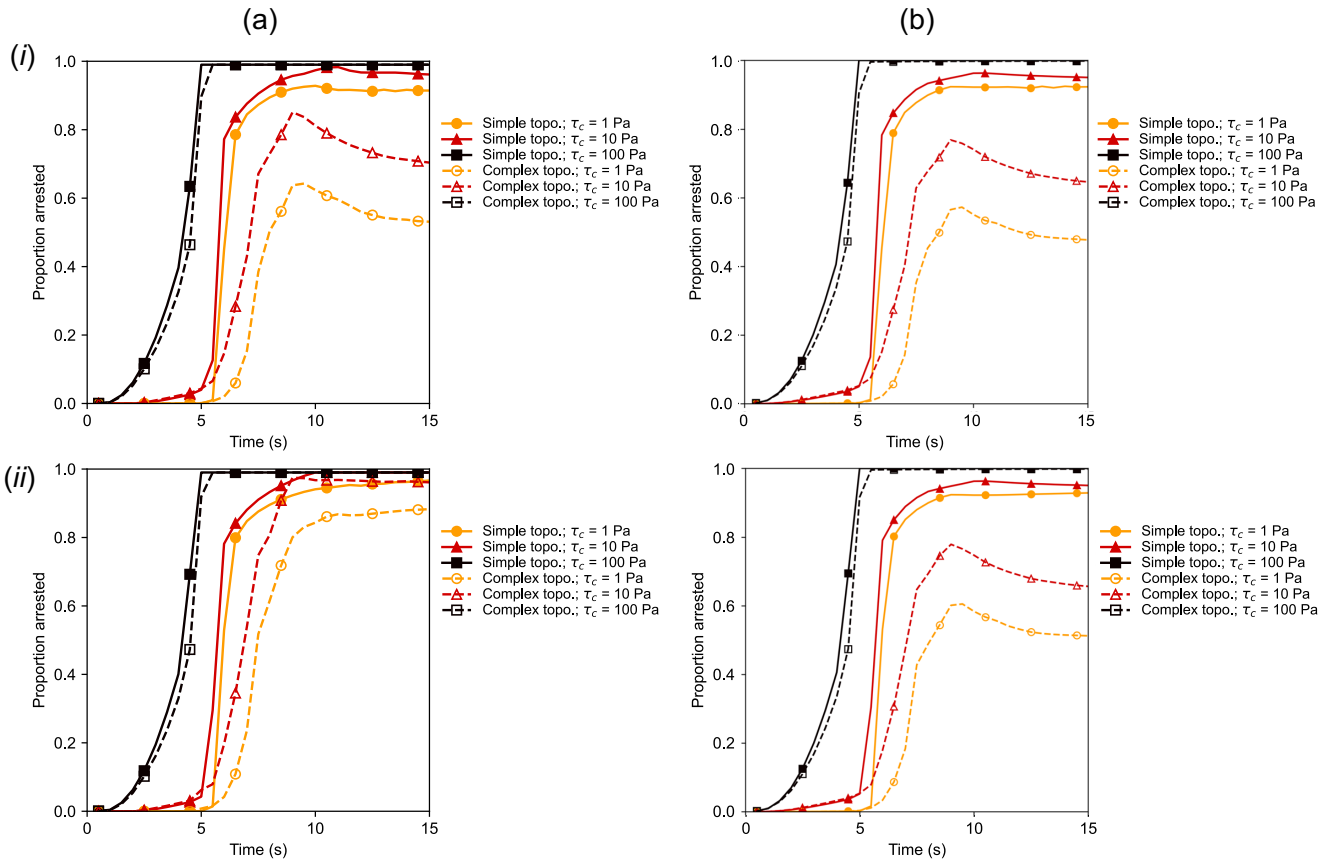 (a)
(b)
(i)
1.0
0.8
0.6
0.4
0.2
0.0
Proportion arrested
0
5
10
15
Time (s)
Simple topo.; τc = 1 Pa
Simple topo.; τc = 10 Pa
Simple topo.; τc = 100 Pa
Complex topo.; τc = 1 Pa
Complex topo.; τc = 10 Pa
Complex topo.; τc = 100 Pa
1.0
0.8
0.6
0.4
0.2
0.0
Proportion arrested
0
5
10
15
Time (s)
Simple topo.; τc = 1 Pa
Simple topo.; τc = 10 Pa
Simple topo.; τc = 100 Pa
Complex topo.; τc = 1 Pa
Complex topo.; τc = 10 Pa
Complex topo.; τc = 100 Pa
(ii)
1.0
0.8
0.6
0.4
0.2
0.0
Proportion arrested
0
5
10
15
Time (s)
Simple topo.; τc = 1 Pa
Simple topo.; τc = 10 Pa
Simple topo.; τc = 100 Pa
Complex topo.; τc = 1 Pa
Complex topo.; τc = 10 Pa
Complex topo.; τc = 100 Pa
1.0
0.8
0.6
0.4
0.2
0.0
Proportion arrested
0
5
10
15
Time (s)
Simple topo.; τc = 1 Pa
Simple topo.; τc = 10 Pa
Simple topo.; τc = 100 Pa
Complex topo.; τc = 1 Pa
Complex topo.; τc = 10 Pa
Complex topo.; τc = 100 Pa